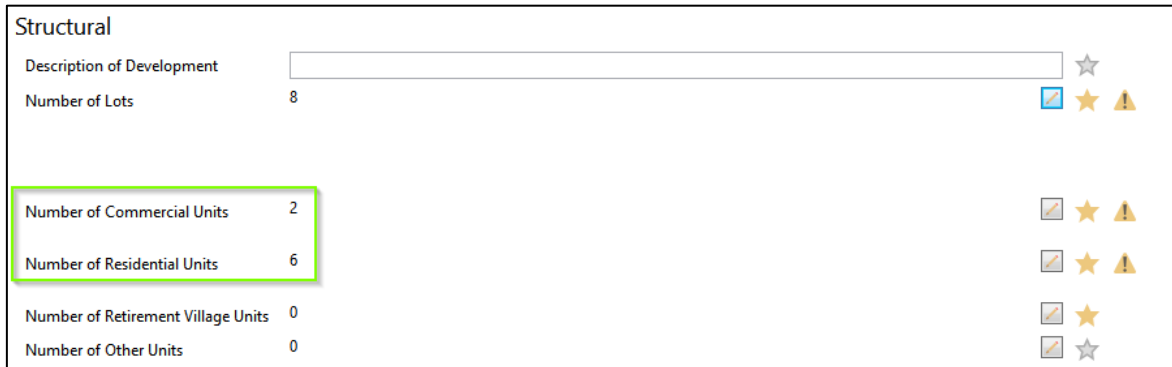 Structural
Description of Development
Number of Lots 8
Number of Commercial Units 2
Number of Residential Units 6
Number of Retirement Village Units 0
Number of Other Units 0